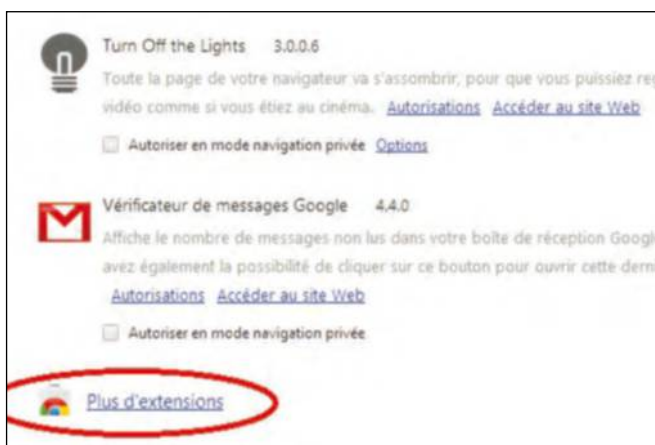 Turn Off the Lights 3.0.0.6
Toute la page de votre navigateur va s'assombrir, pour que vous puissiez reg
vidéo comme si vous étiez au cinéma. Autorisations Accéder au site Web
Autoriser en mode navigation privée Options
Vérificateur de messages Google 4.4.0
Affiche le nombre de messages non lus dans votre boîte de réception Googl
avez également la possibilité de cliquer sur ce bouton pour ouvrir cette derni
Autorisations Accéder au site Web
Autoriser en mode navigation privée
Plus d'extensions